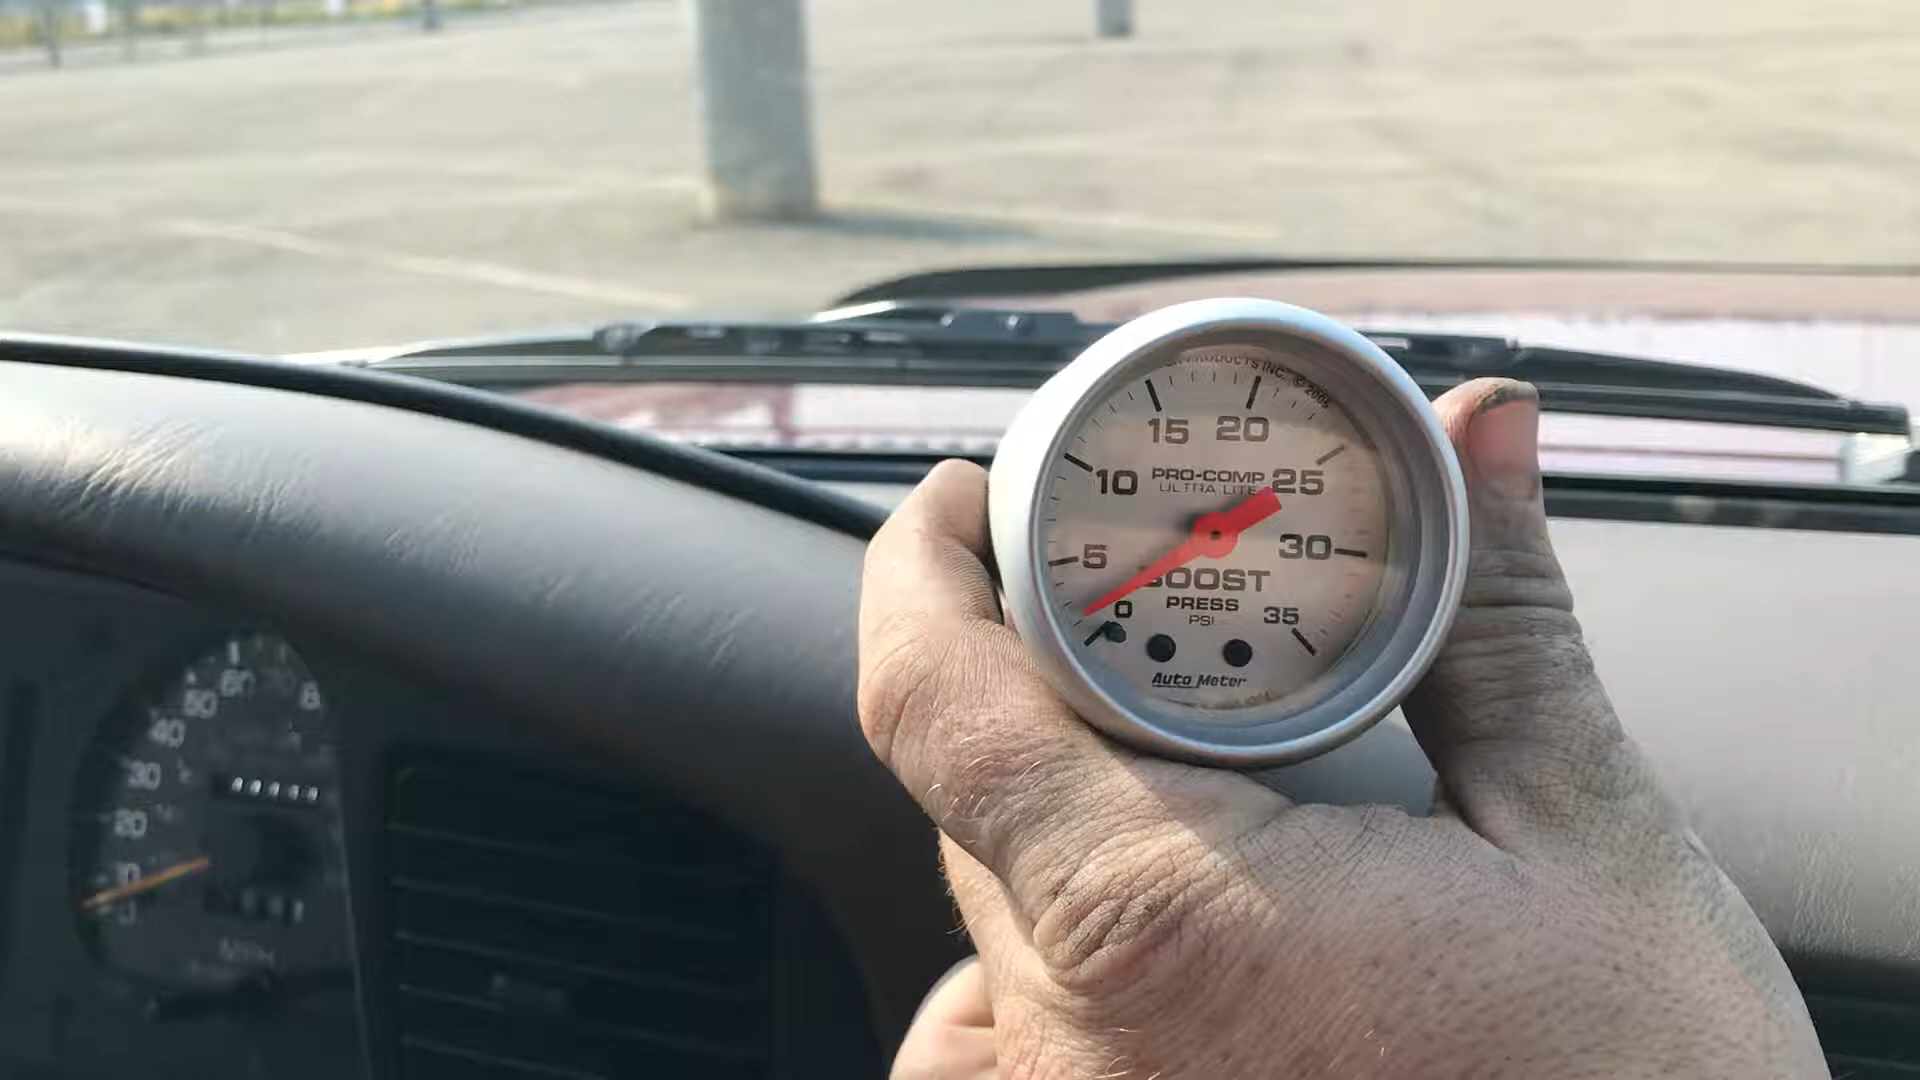 PRODUCTS INC. © 2005
15 20
10 PRO-COMP 25
ULTRA LITE
5 30
BOOST
0 PRESS 35
PSI
Auto Meter
60
50
40
30
20
10
0
MPH